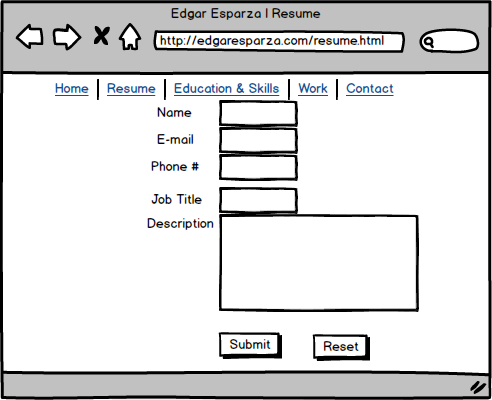 Edgar Esparza | Resume
http://edgaresparza.com/resume.html
Home | Resume | Education & Skills | Work | Contact
Name
E-mail
Phone #
Job Title
Description
Submit Reset